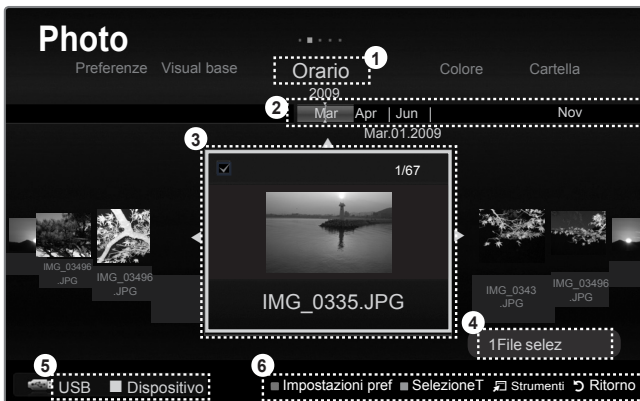 Photo
1
Preferenze Visual base Orario Colore Cartella
2009
2
Mar Apr | Jun | Nov
Mar.01.2009
3
1/67
IMG_03496
.JPG
IMG_03496
.JPG
IMG_0335.JPG
IMG_0343
.JPG
IMG_03496
.JPG
4
1File selez
5
6
USB Dispositivo Impostazioni pref SelezioneT Strumenti Ritorno